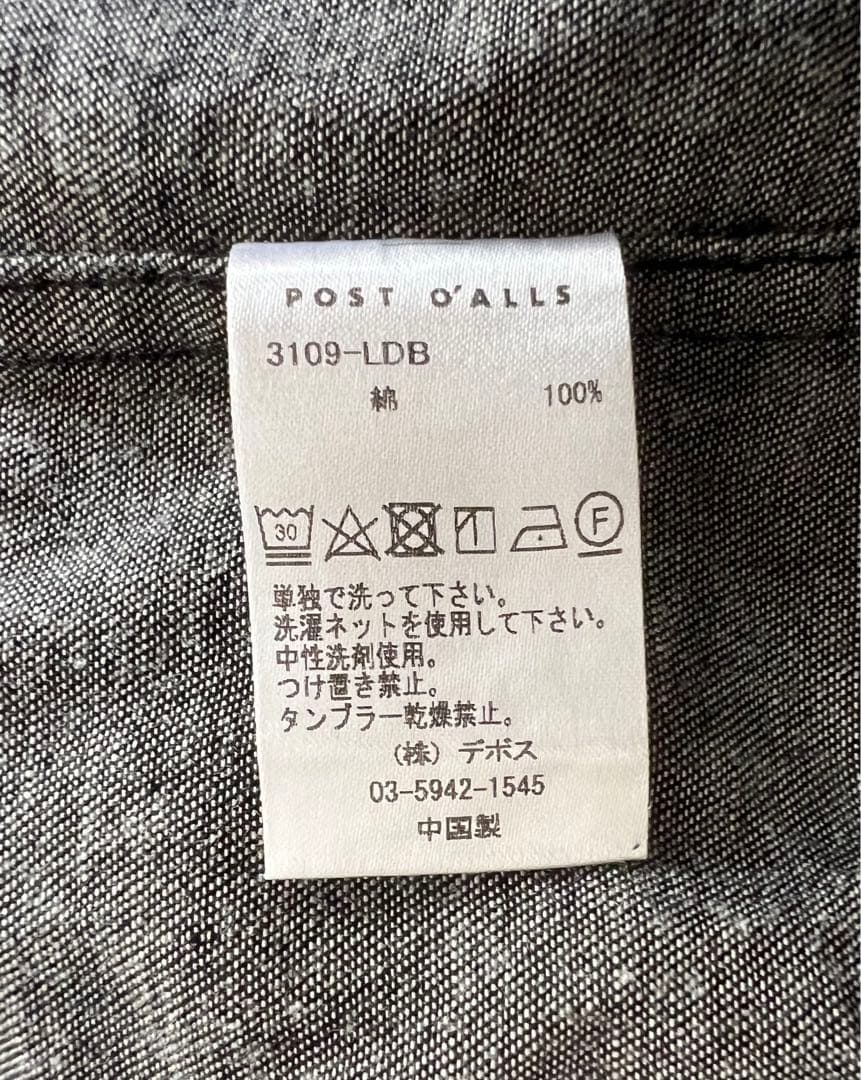 POST O'ALLS
3109-LDB
綿 100%
30 F
単独で洗って下さい。
洗濯ネットを使用して下さい。
中性洗剤使用。
つけ置き禁止。
タンブラー乾燥禁止。
(株) デボス
03-5942-1545
中国製